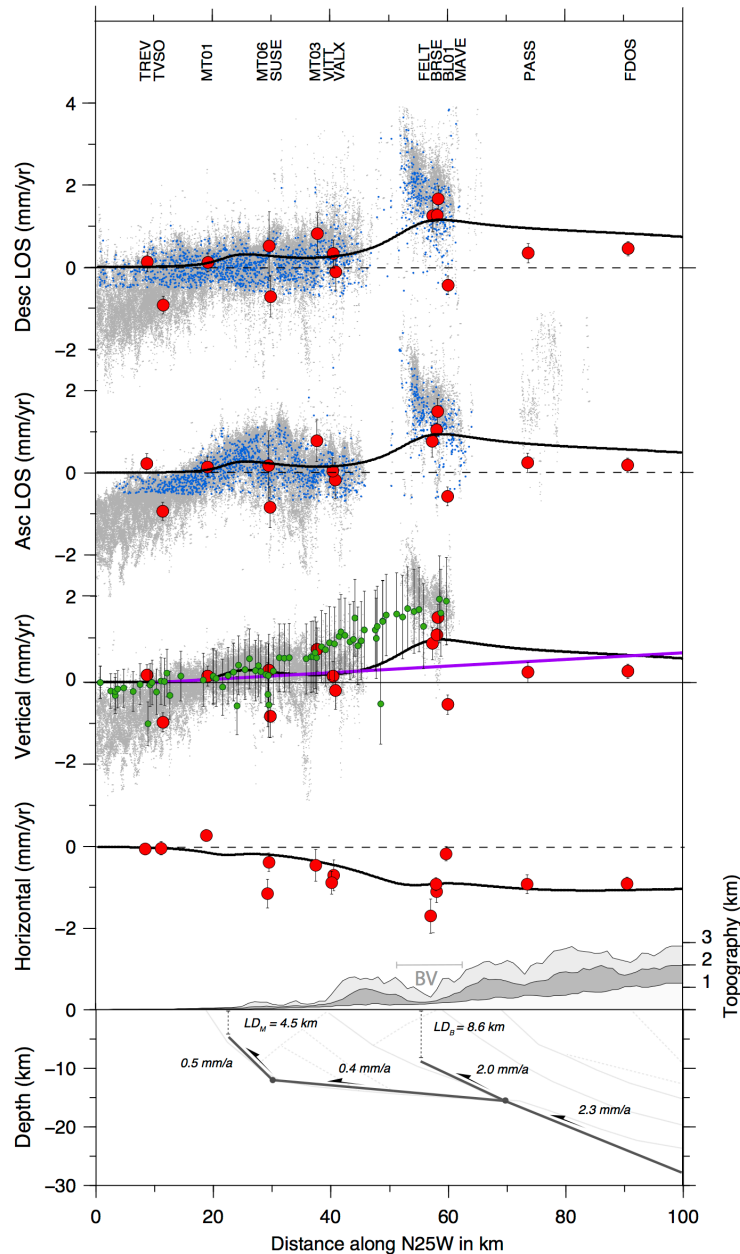 TREV
TVSO
MT01
MT06
SUSE
MT03
VITT
VALX
FELT
BRSE
BL01
MAVE
PASS
FDOS
4
2
0
-2
Desc LOS (mm/yr)
2
0
-2
Asc LOS (mm/yr)
2
0
-2
Vertical (mm/yr)
0
-2
Horizontal (mm/yr)
BV
3
2
1
Topography (km)
0
-10
-20
-30
Depth (km)
LD_M = 4.5 km
LD_B = 8.6 km
0.5 mm/a
0.4 mm/a
2.0 mm/a
2.3 mm/a
0 20 40 60 80 100
Distance along N25W in km